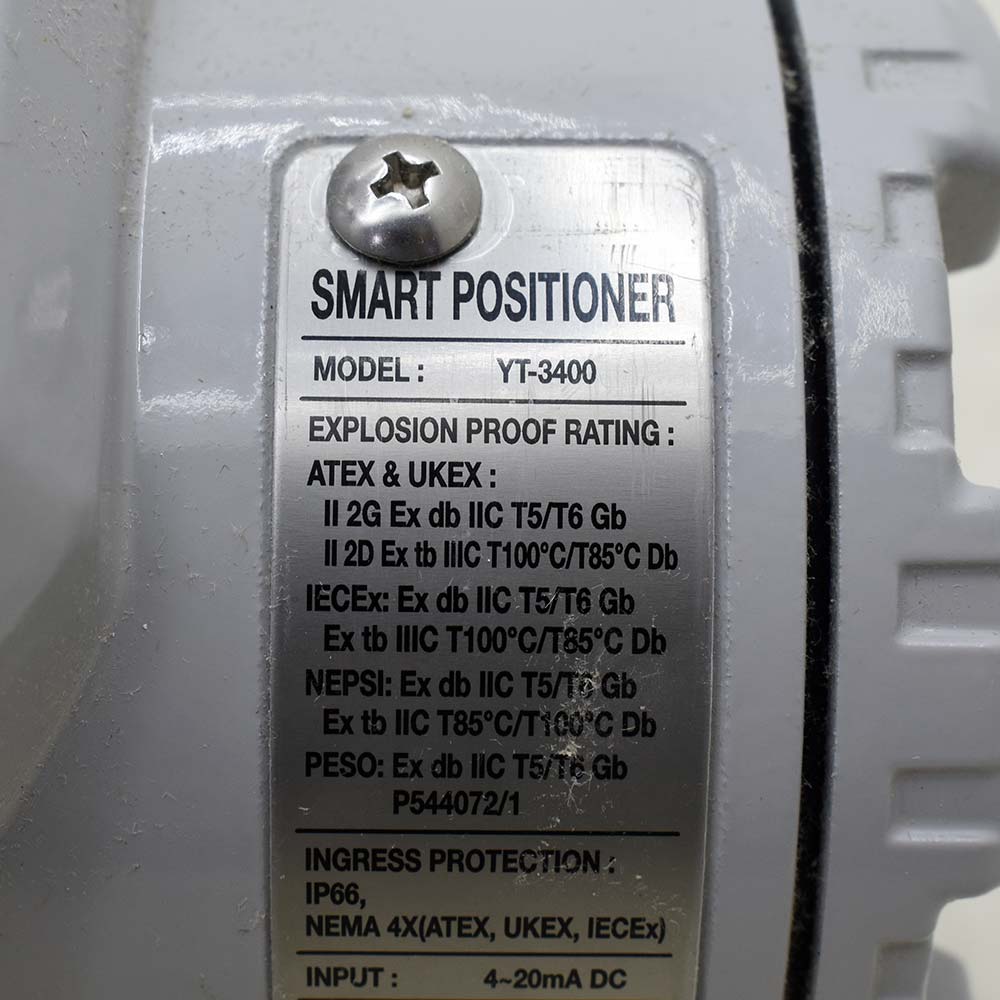 SMART POSITIONER
MODEL : YT-3400
EXPLOSION PROOF RATING :
ATEX & UKEX :
II 2G Ex db IIC T5/T6 Gb
II 2D Ex tb IIIC T100°C/T85°C Db
IECEx: Ex db IIC T5/T6 Gb
Ex tb IIIC T100°C/T85°C Db
NEPSI: Ex db IIC T5/T6 Gb
Ex tb IIC T85°C/T100°C Db
PESO: Ex db IIC T5/T6 Gb
P544072/1
INGRESS PROTECTION :
IP66,
NEMA 4X(ATEX, UKEX, IECEx)
INPUT : 4~20mA DC